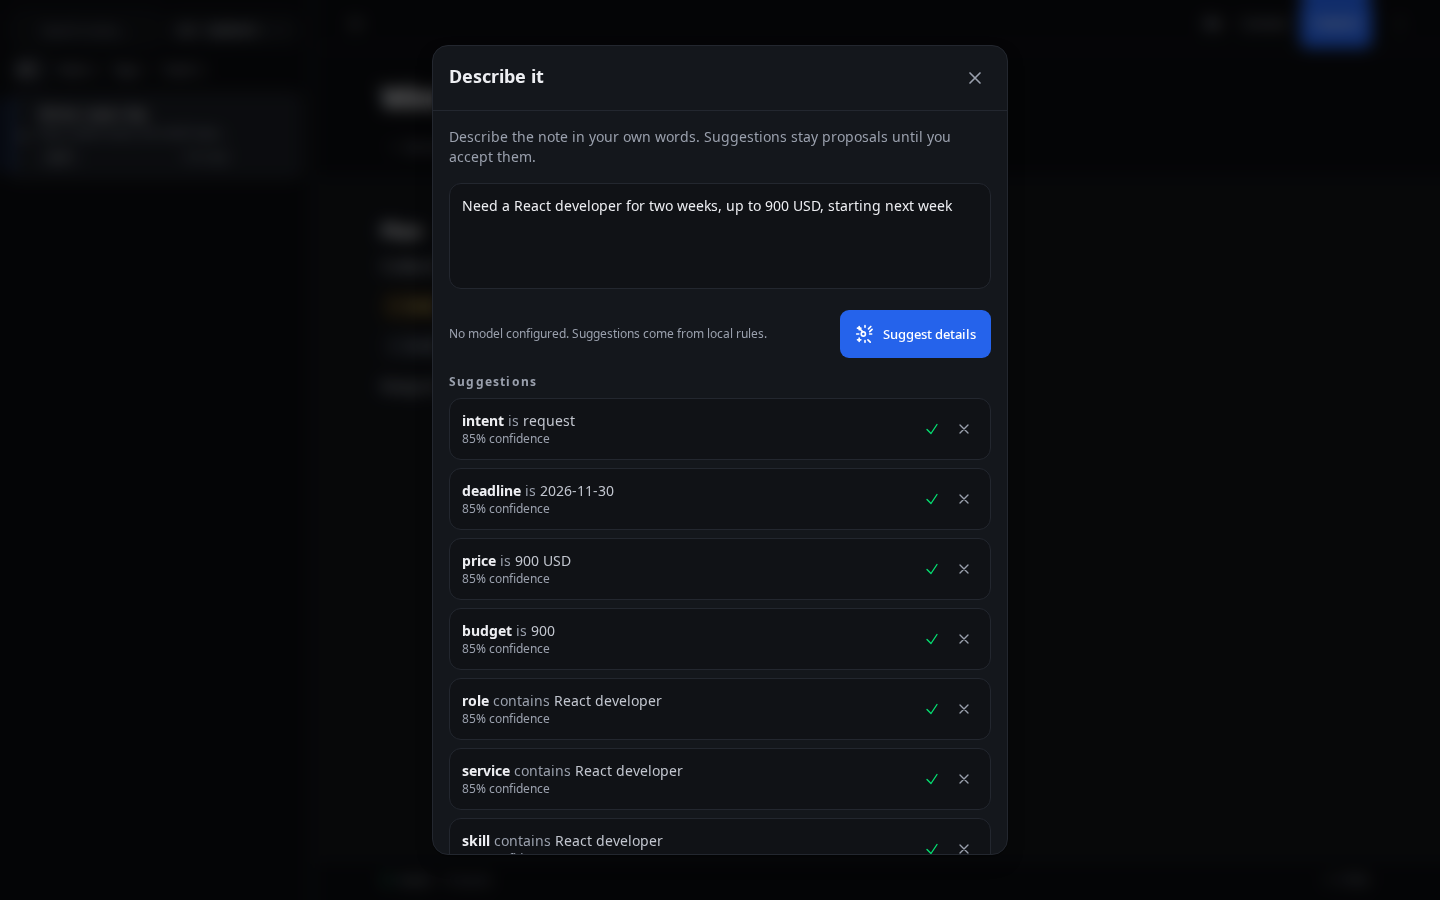 Describe it
Describe the note in your own words. Suggestions stay proposals until you
accept them.
Need a React developer for two weeks, up to 900 USD, starting next week
No model configured. Suggestions come from local rules.
Suggest details
Suggestions
intent is request
85% confidence
deadline is 2026-11-30
85% confidence
price is 900 USD
85% confidence
budget is 900
85% confidence
role contains React developer
85% confidence
service contains React developer
85% confidence
skill contains React developer